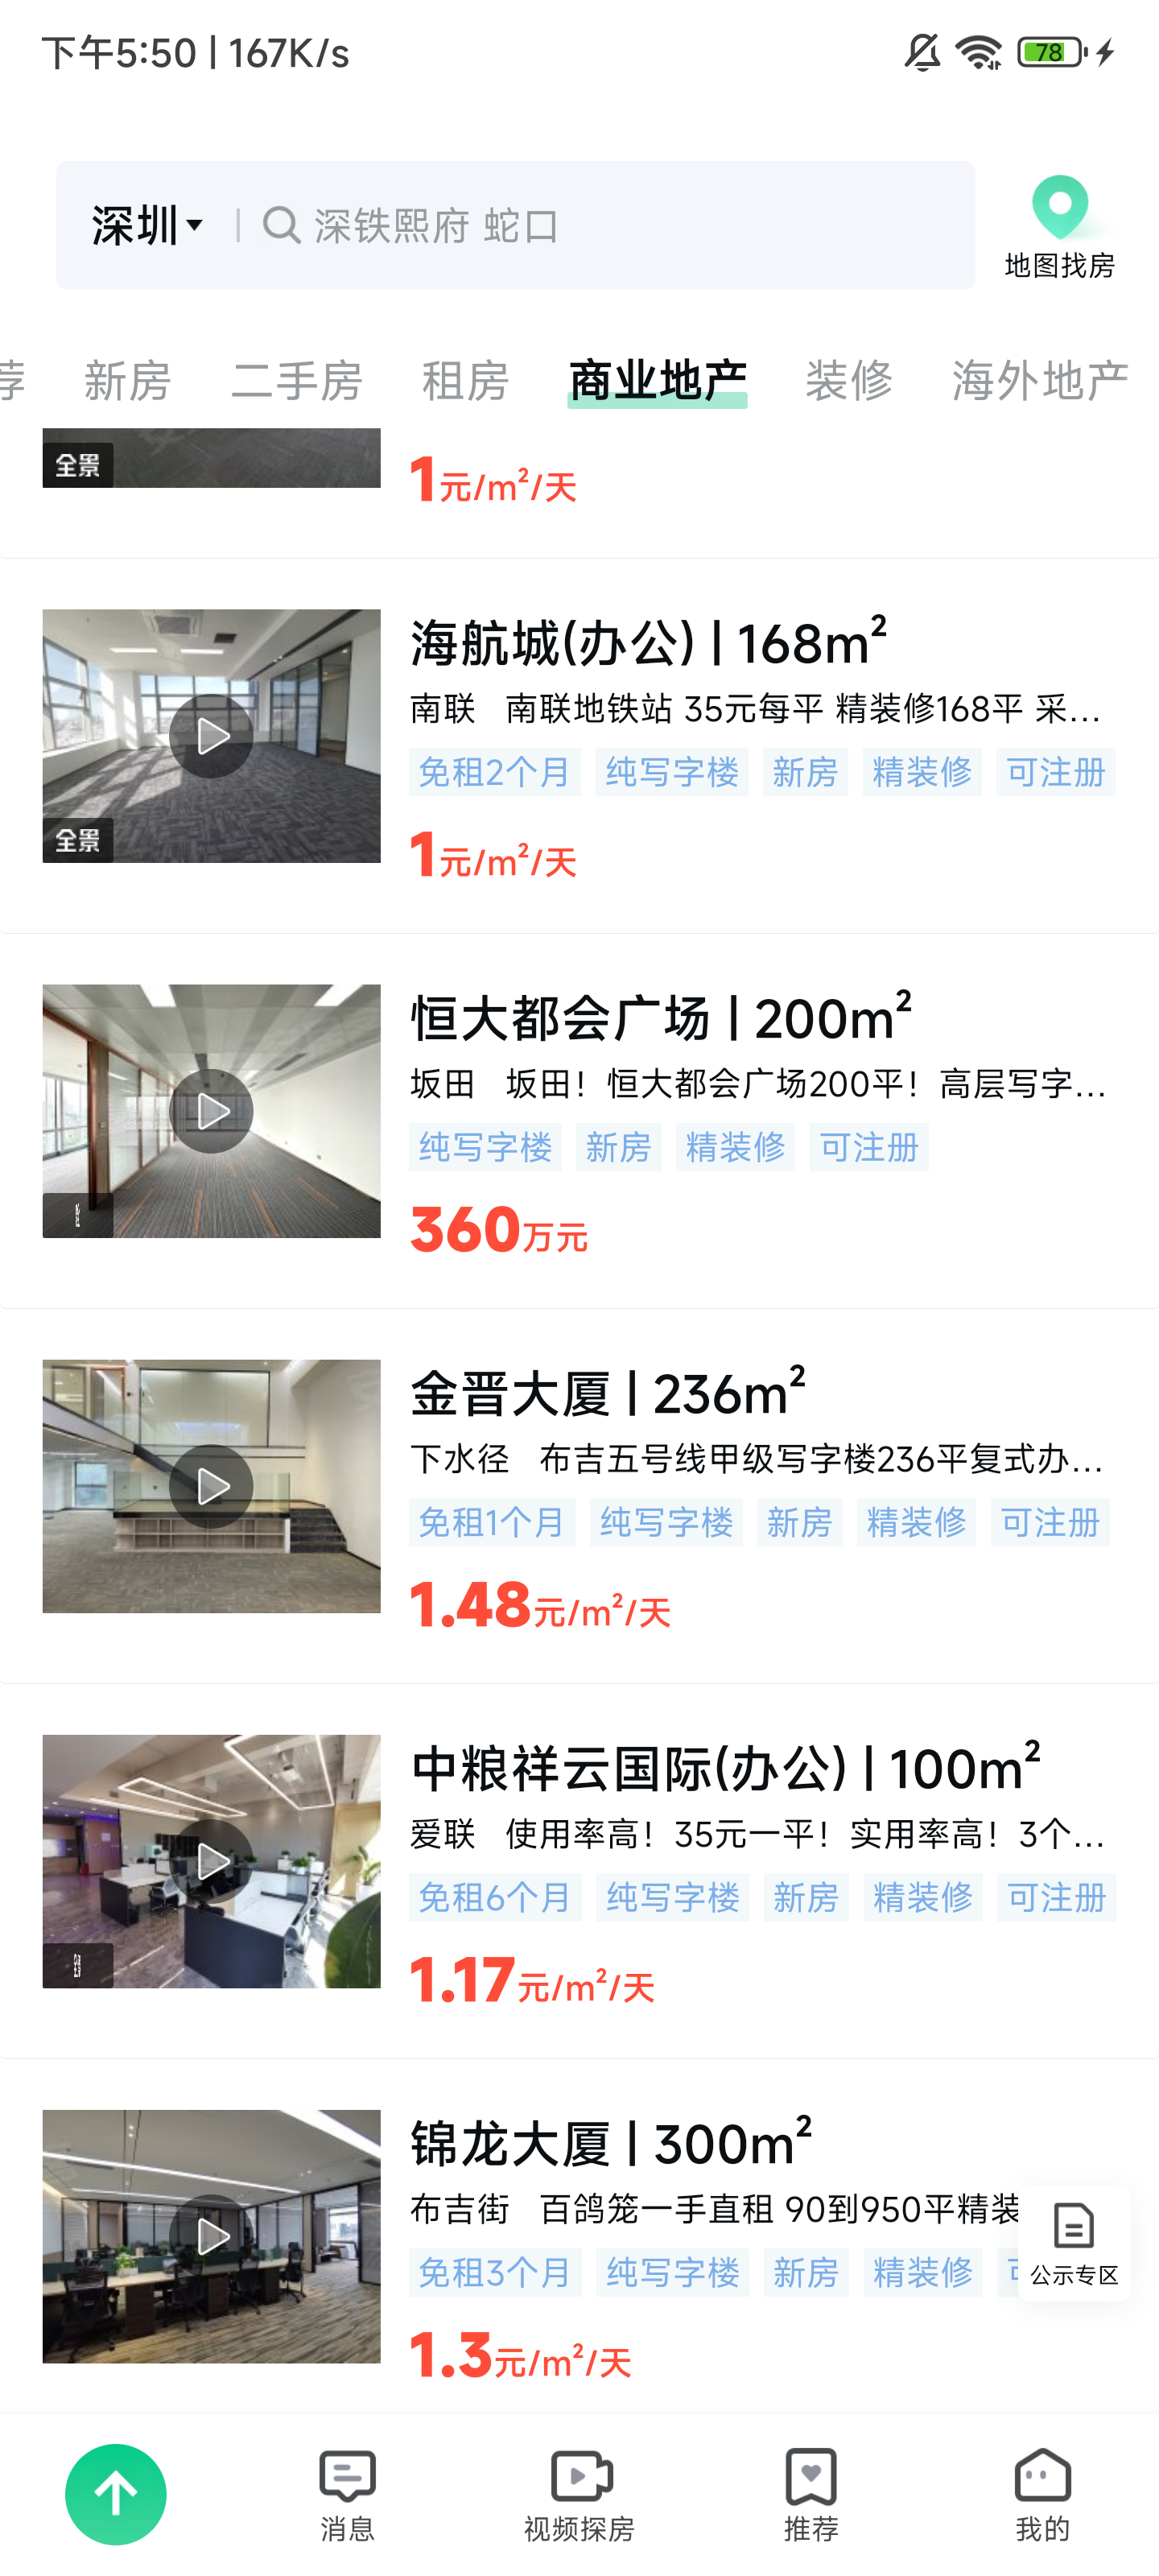 下午5:50 | 167K/s
78
深圳
深铁熙府 蛇口
地图找房
荐 新房 二手房 租房 商业地产 装修 海外地产
全景
1元/m²/天
海航城(办公) | 168m²
南联 南联地铁站 35元每平 精装修168平 采...
免租2个月 纯写字楼 新房 精装修 可注册
全景
1元/m²/天
恒大都会广场 | 200m²
坂田 坂田！恒大都会广场200平！高层写字...
纯写字楼 新房 精装修 可注册
360万元
金晋大厦 | 236m²
下水径 布吉五号线甲级写字楼236平复式办...
免租1个月 纯写字楼 新房 精装修 可注册
1.48元/m²/天
中粮祥云国际(办公) | 100m²
爱联 使用率高！35元一平！实用率高！3个...
免租6个月 纯写字楼 新房 精装修 可注册
1.17元/m²/天
锦龙大厦 | 300m²
布吉街 百鸽笼一手直租 90到950平精装
免租3个月 纯写字楼 新房 精装修
公示专区
1.3元/m²/天
消息 视频探房 推荐 我的